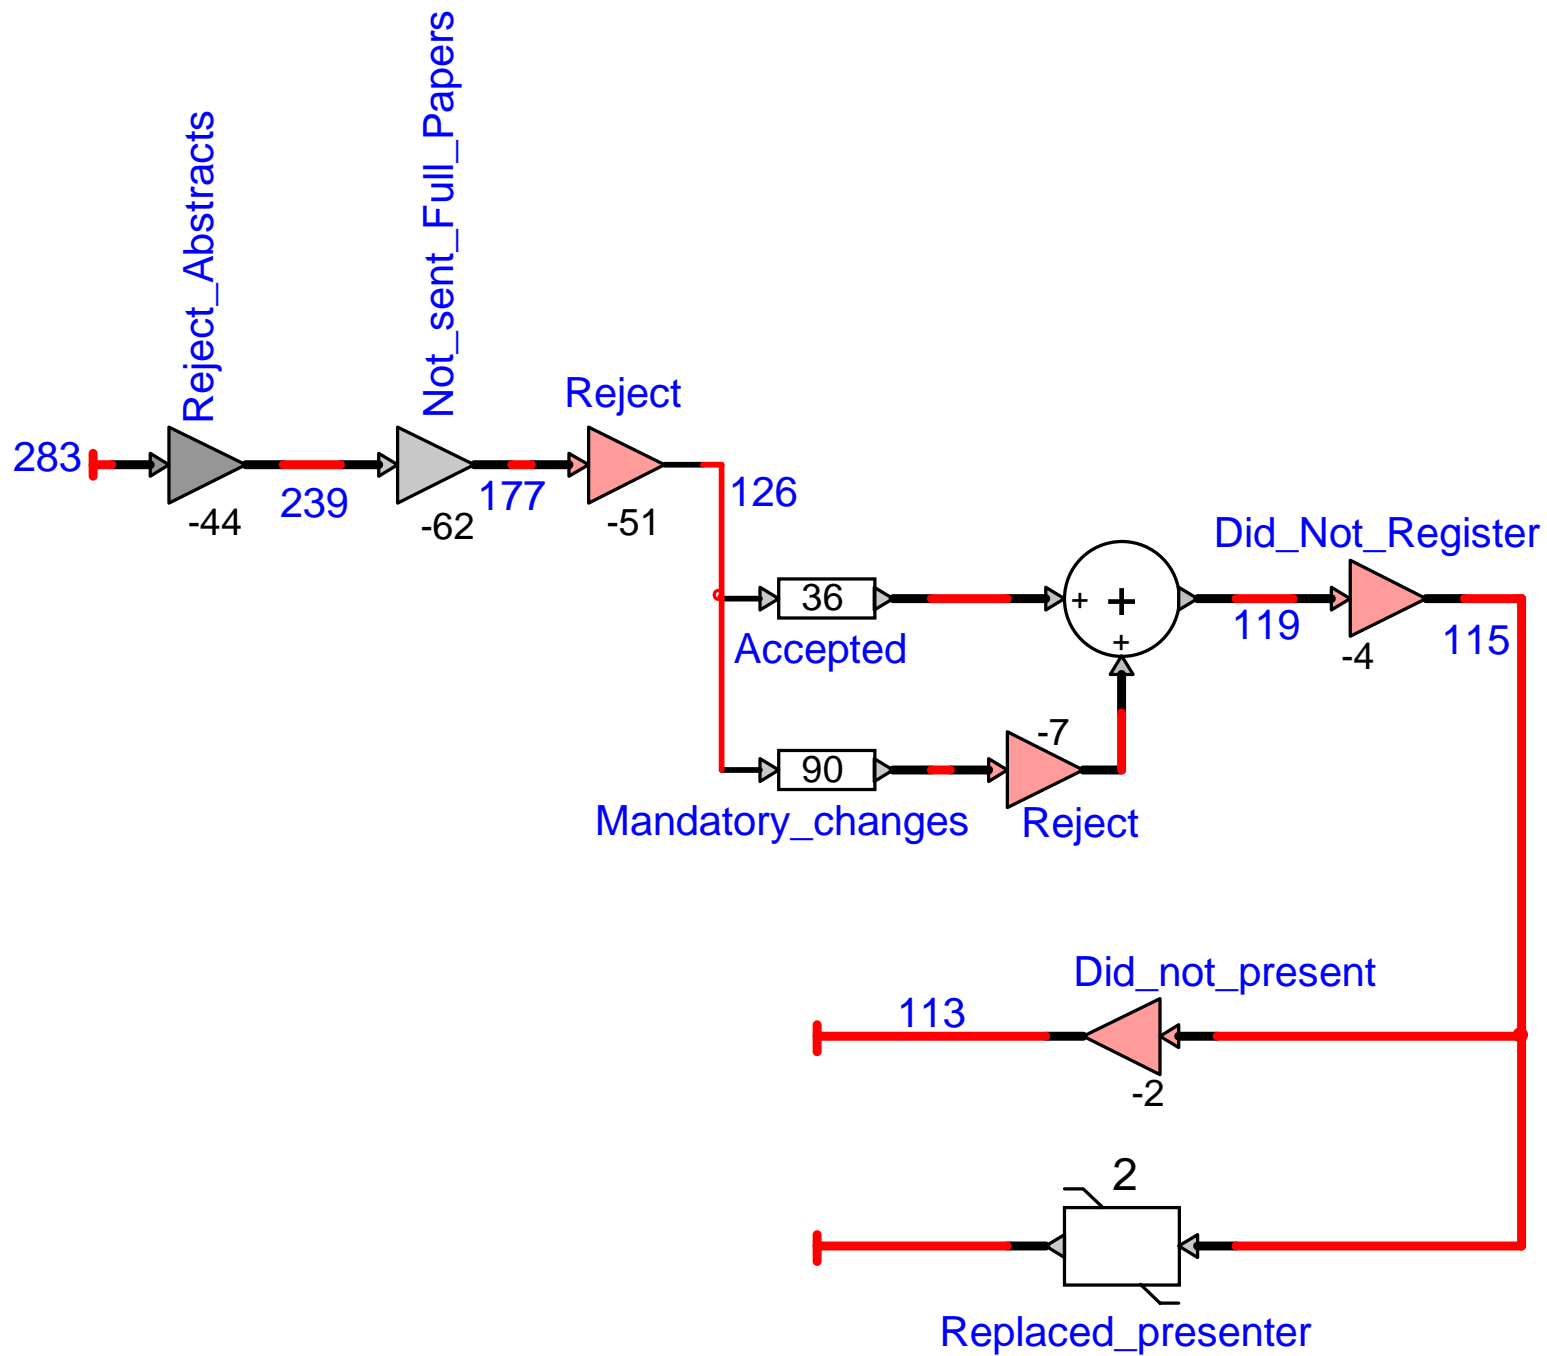 Reject_Abstracts
Not_sent_Full_Papers
Reject
283
-44
239
-62
177
-51
126
36
Accepted
+
+
+
119
Did_Not_Register
-4
115
90
Mandatory_changes
-7
Reject
Did_not_present
113
-2
2
Replaced_presenter